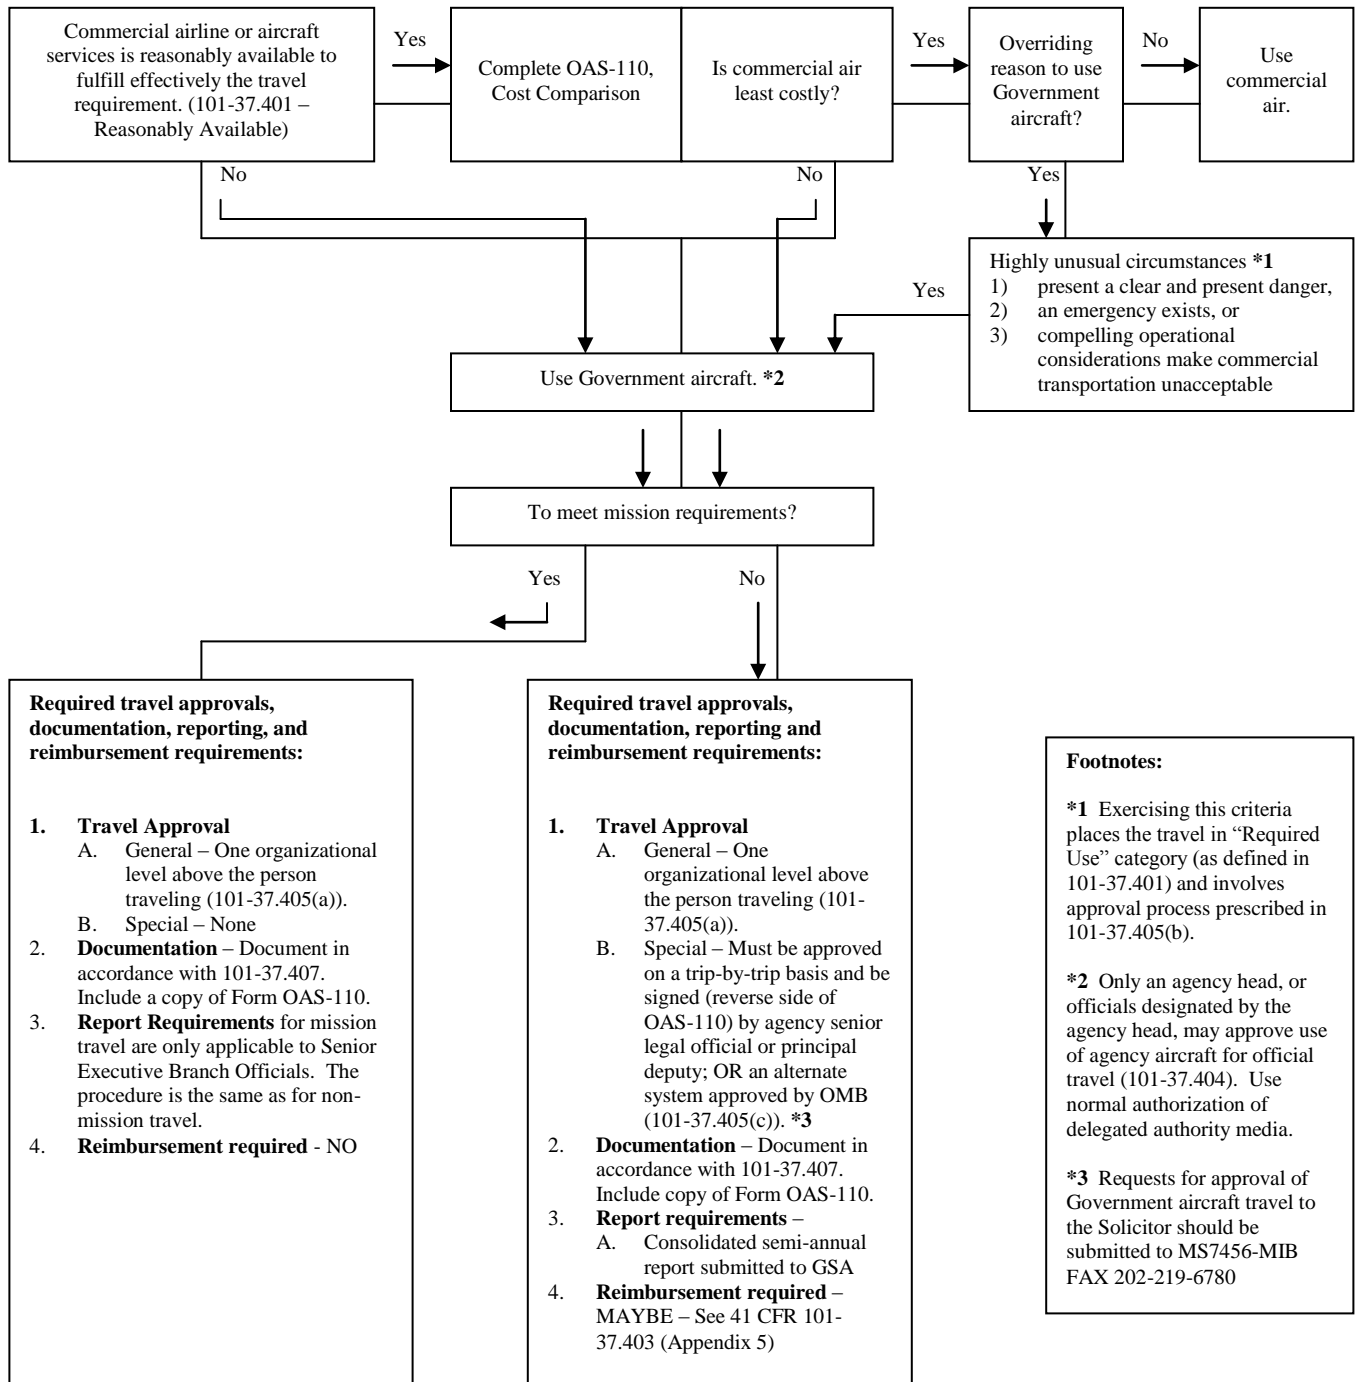 Commercial airline or aircraft
services is reasonably available to
fulfill effectively the travel
requirement. (101-37.401 –
Reasonably Available)
Yes
Complete OAS-110,
Cost Comparison
Is commercial air
least costly?
Yes
Overriding
reason to use
Government
aircraft?
No
Use
commercial
air.
No
No
Yes
Highly unusual circumstances *1
1) present a clear and present danger,
2) an emergency exists, or
3) compelling operational
considerations make commercial
transportation unacceptable
Yes
Use Government aircraft. *2
To meet mission requirements?
Yes
No
Required travel approvals,
documentation, reporting, and
reimbursement requirements:
1. Travel Approval
A. General – One organizational
level above the person
traveling (101-37.405(a)).
B. Special – None
2. Documentation – Document in
accordance with 101-37.407.
Include a copy of Form OAS-110.
3. Report Requirements for mission
travel are only applicable to Senior
Executive Branch Officials. The
procedure is the same as for non-
mission travel.
4. Reimbursement required - NO
Required travel approvals,
documentation, reporting and
reimbursement requirements:
1. Travel Approval
A. General – One
organizational level above
the person traveling (101-
37.405(a)).
B. Special – Must be approved
on a trip-by-trip basis and be
signed (reverse side of
OAS-110) by agency senior
legal official or principal
deputy; OR an alternate
system approved by OMB
(101-37.405(c)). *3
2. Documentation – Document in
accordance with 101-37.407.
Include copy of Form OAS-110.
3. Report requirements –
A. Consolidated semi-annual
report submitted to GSA
4. Reimbursement required –
MAYBE – See 41 CFR 101-
37.403 (Appendix 5)
Footnotes:
*1 Exercising this criteria
places the travel in “Required
Use” category (as defined in
101-37.401) and involves
approval process prescribed in
101-37.405(b).
*2 Only an agency head, or
officials designated by the
agency head, may approve use
of agency aircraft for official
travel (101-37.404). Use
normal authorization of
delegated authority media.
*3 Requests for approval of
Government aircraft travel to
the Solicitor should be
submitted to MS7456-MIB
FAX 202-219-6780